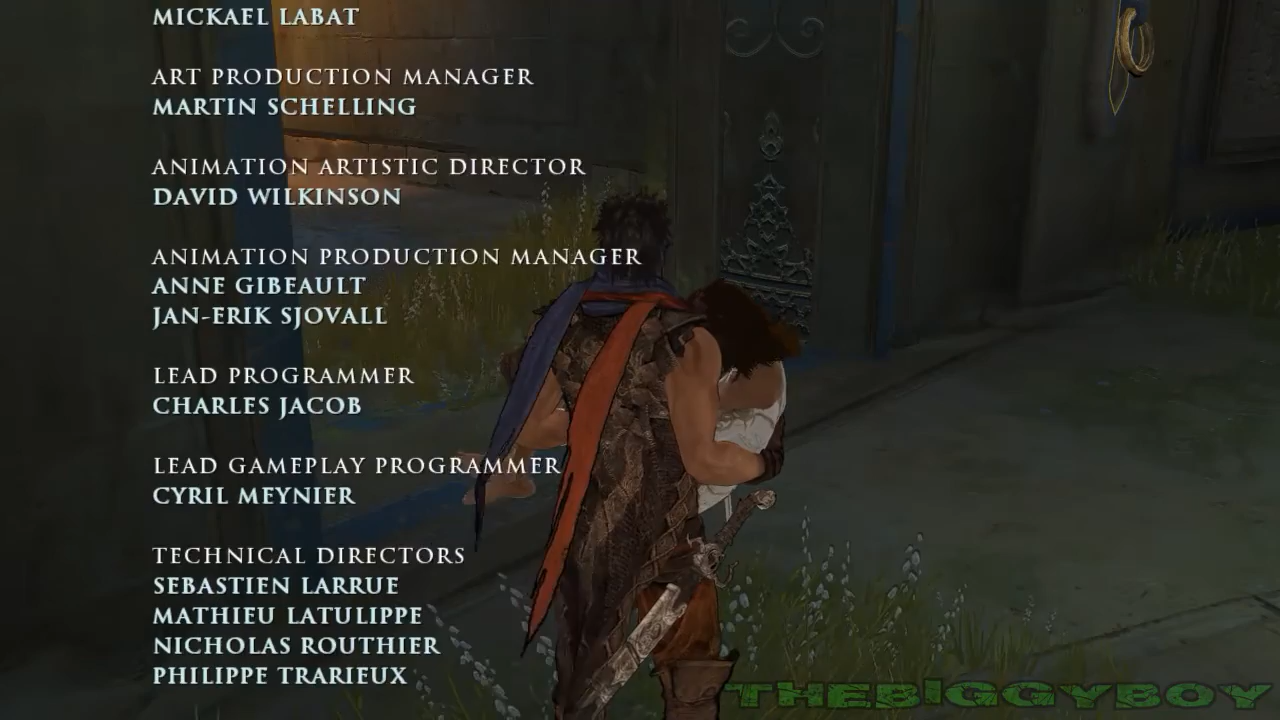 MICKAEL LABAT
ART PRODUCTION MANAGER
MARTIN SCHELLING
ANIMATION ARTISTIC DIRECTOR
DAVID WILKINSON
ANIMATION PRODUCTION MANAGER
ANNE GIBEAULT
JAN-ERIK SJOVALL
LEAD PROGRAMMER
CHARLES JACOB
LEAD GAMEPLAY PROGRAMMER
CYRIL MEYNIER
TECHNICAL DIRECTORS
SEBASTIEN LARRUE
MATHIEU LATULIPPE
NICHOLAS ROUTHIER
PHILIPPE TRARIEUX
THEBIGGYBOY